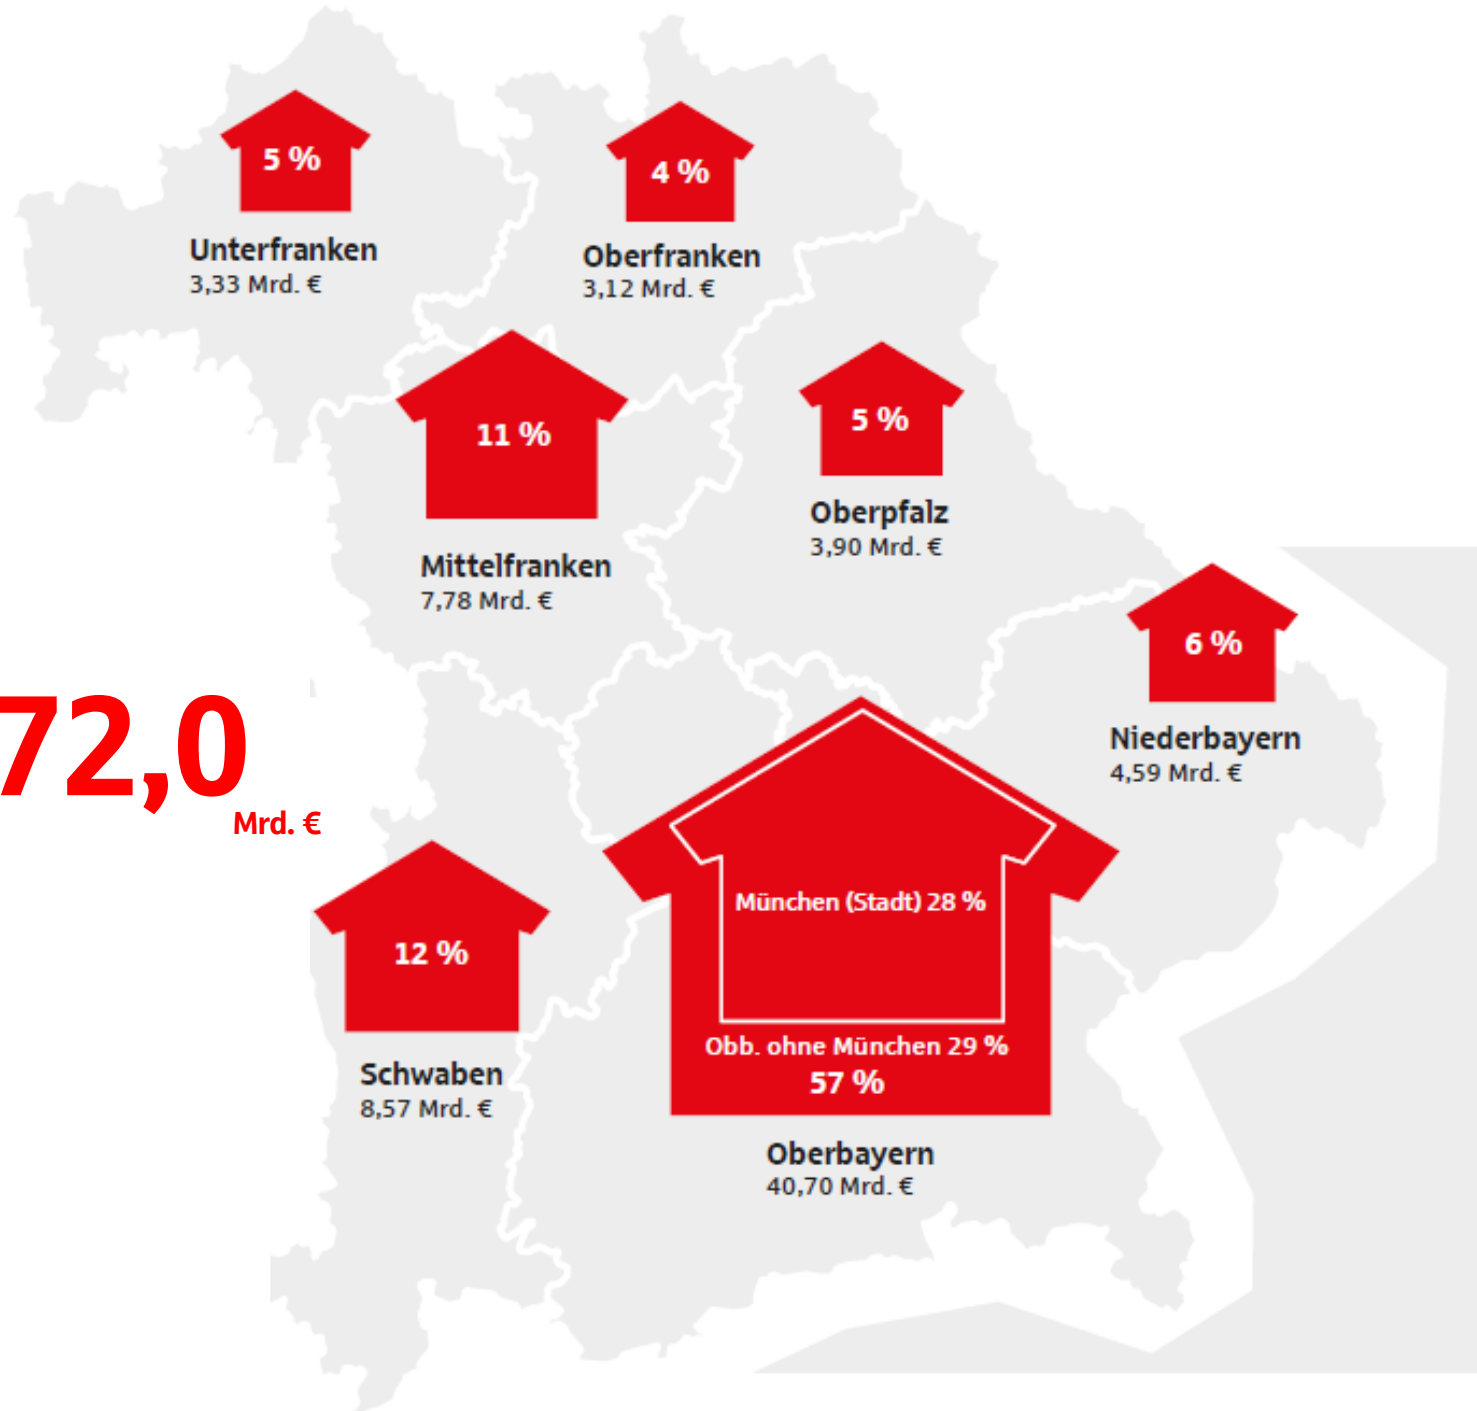 5 %
Unterfranken
3,33 Mrd. €
4 %
Oberfranken
3,12 Mrd. €
11 %
Mittelfranken
7,78 Mrd. €
5 %
Oberpfalz
3,90 Mrd. €
6 %
Niederbayern
4,59 Mrd. €
72,0
Mrd. €
12 %
Schwaben
8,57 Mrd. €
München (Stadt) 28 %
Obb. ohne München 29 %
57 %
Oberbayern
40,70 Mrd. €